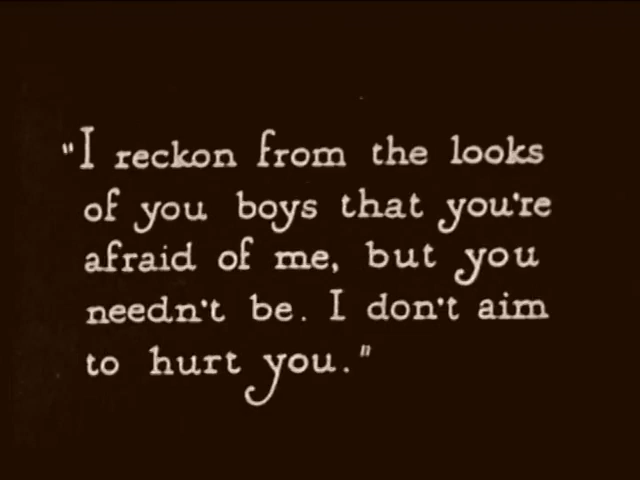 "I reckon from the looks
of you boys that you're
afraid of me, but you
needn't be. I don't aim
to hurt you."